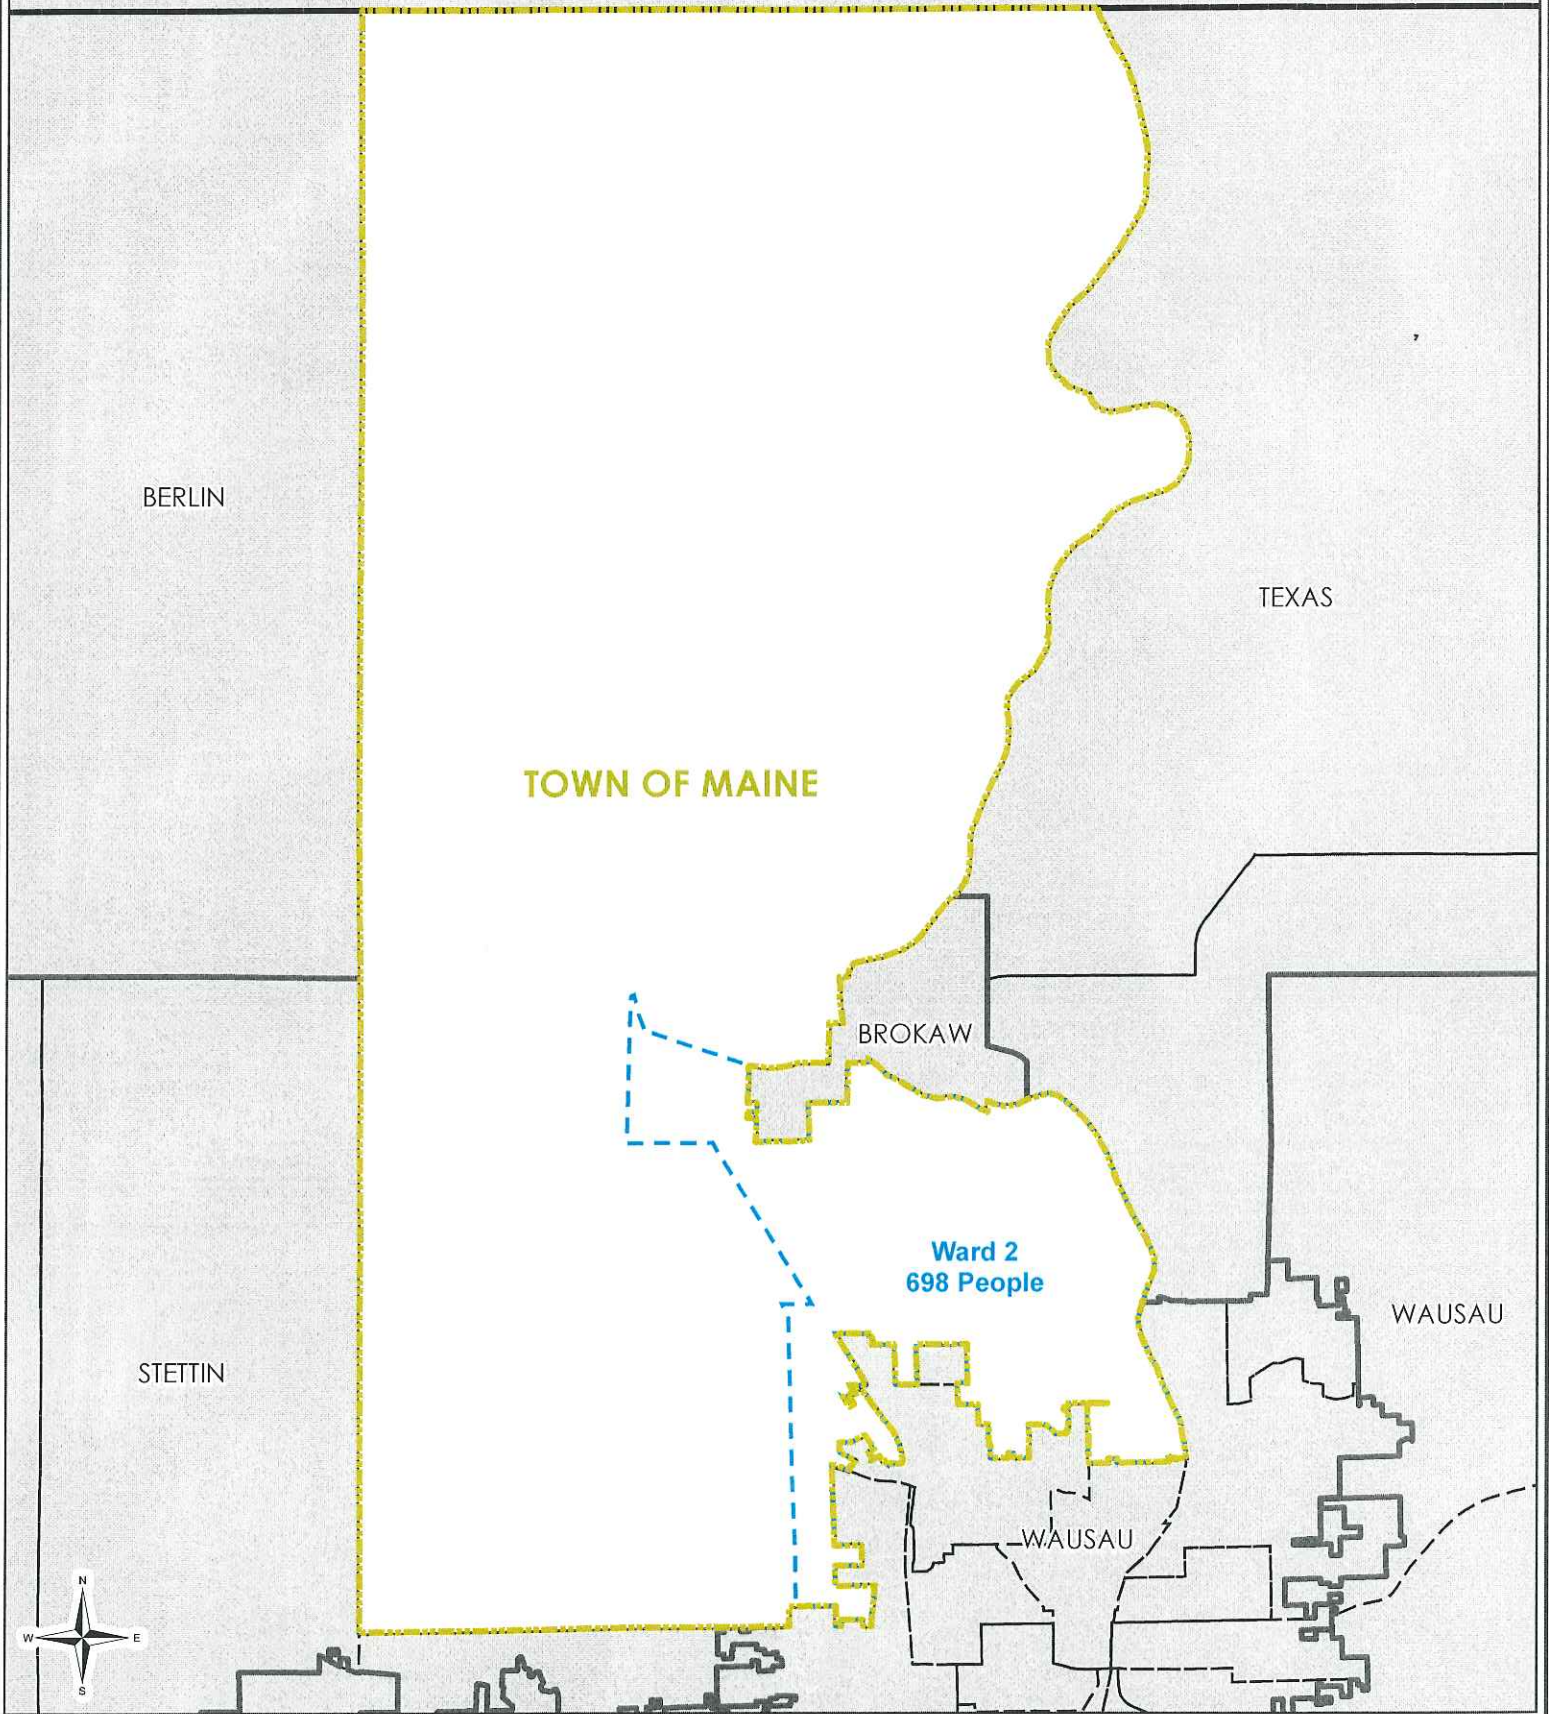 BERLIN
TEXAS
TOWN OF MAINE
BROKAW
Ward 2
698 People
WAUSAU
STETTIN
WAUSAU
N
W E
S